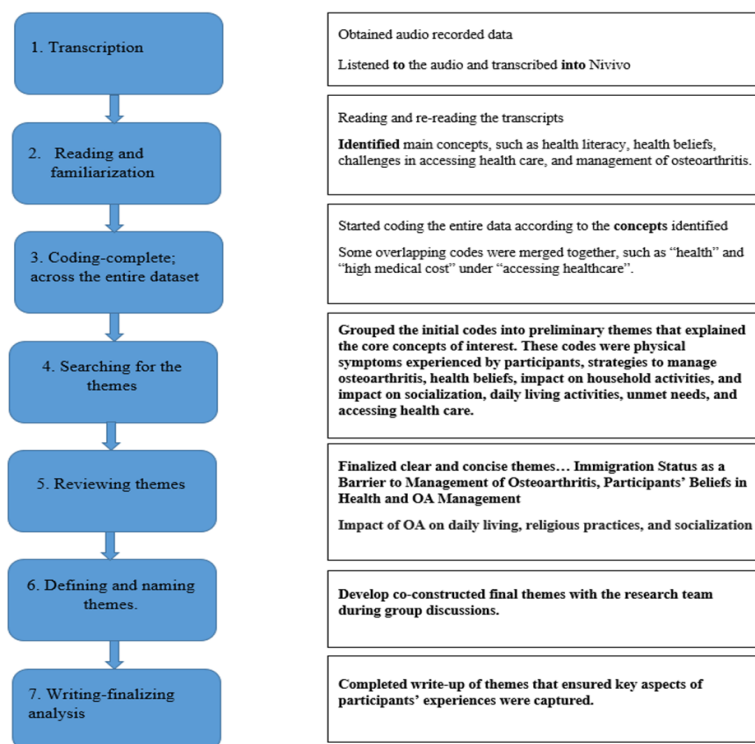 1. Transcription
Obtained audio recorded data
Listened to the audio and transcribed into Nivivo
2. Reading and
familiarization
Reading and re-reading the transcripts
Identified main concepts, such as health literacy, health beliefs,
challenges in accessing health care, and management of osteoarthritis.
3. Coding-complete;
across the entire dataset
Started coding the entire data according to the concepts identified
Some overlapping codes were merged together, such as “health” and
“high medical cost” under “accessing healthcare”.
4. Searching for the
themes
Grouped the initial codes into preliminary themes that explained
the core concepts of interest. These codes were physical
symptoms experienced by participants, strategies to manage
osteoarthritis, health beliefs, impact on household activities, and
impact on socialization, daily living activities, unmet needs, and
accessing health care.
5. Reviewing themes
Finalized clear and concise themes… Immigration Status as a
Barrier to Management of Osteoarthritis, Participants’ Beliefs in
Health and OA Management
Impact of OA on daily living, religious practices, and socialization
6. Defining and naming
themes.
Develop co-constructed final themes with the research team
during group discussions.
7. Writing-finalizing
analysis
Completed write-up of themes that ensured key aspects of
participants’ experiences were captured.